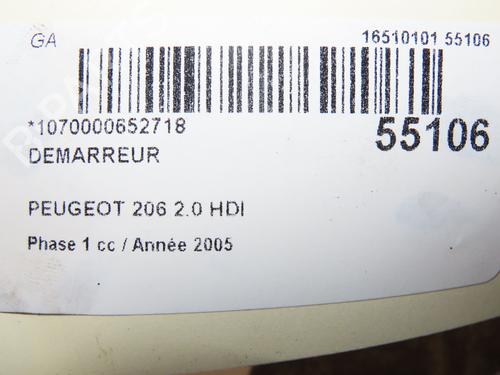 GA
16510101 55106
*1070000652718
55106
DEMARREUR
PEUGEOT 206 2.0 HDI
Phase 1 cc / Année 2005